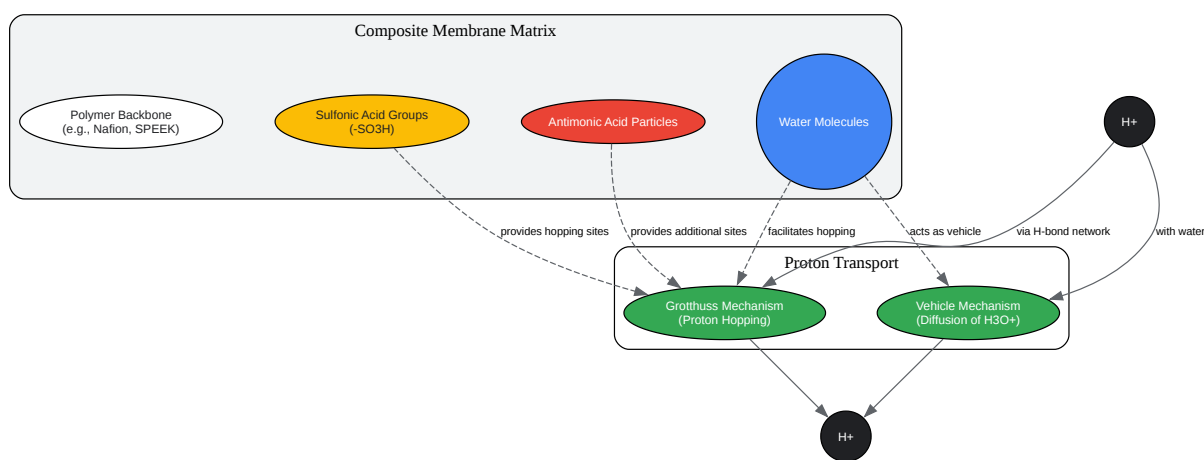 Composite Membrane Matrix
Polymer Backbone
(e.g., Nafion, SPEEK)
Sulfonic Acid Groups
(-SO3H)
Antimonic Acid Particles
Water Molecules
H+
provides hopping sites
provides additional sites
facilitates hopping
acts as vehicle
via H-bond network
with water
Proton Transport
Grotthuss Mechanism
(Proton Hopping)
Vehicle Mechanism
(Diffusion of H3O+)
H+